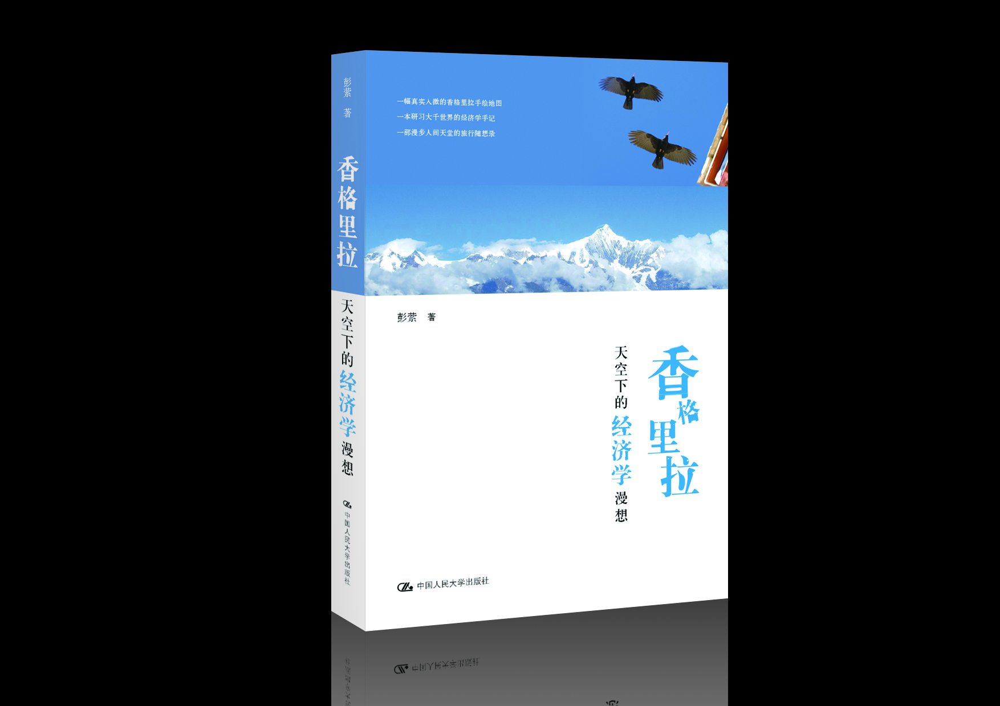 彭萦 著
香格里拉
天空下的经济学漫想
中国人民大学出版社
一幅真实入微的香格里拉手绘地图
一本研习大千世界的经济学手记
一部漫步人间天堂的旅行随想录
彭萦 著
香格里拉
天空下的经济学漫想
中国人民大学出版社